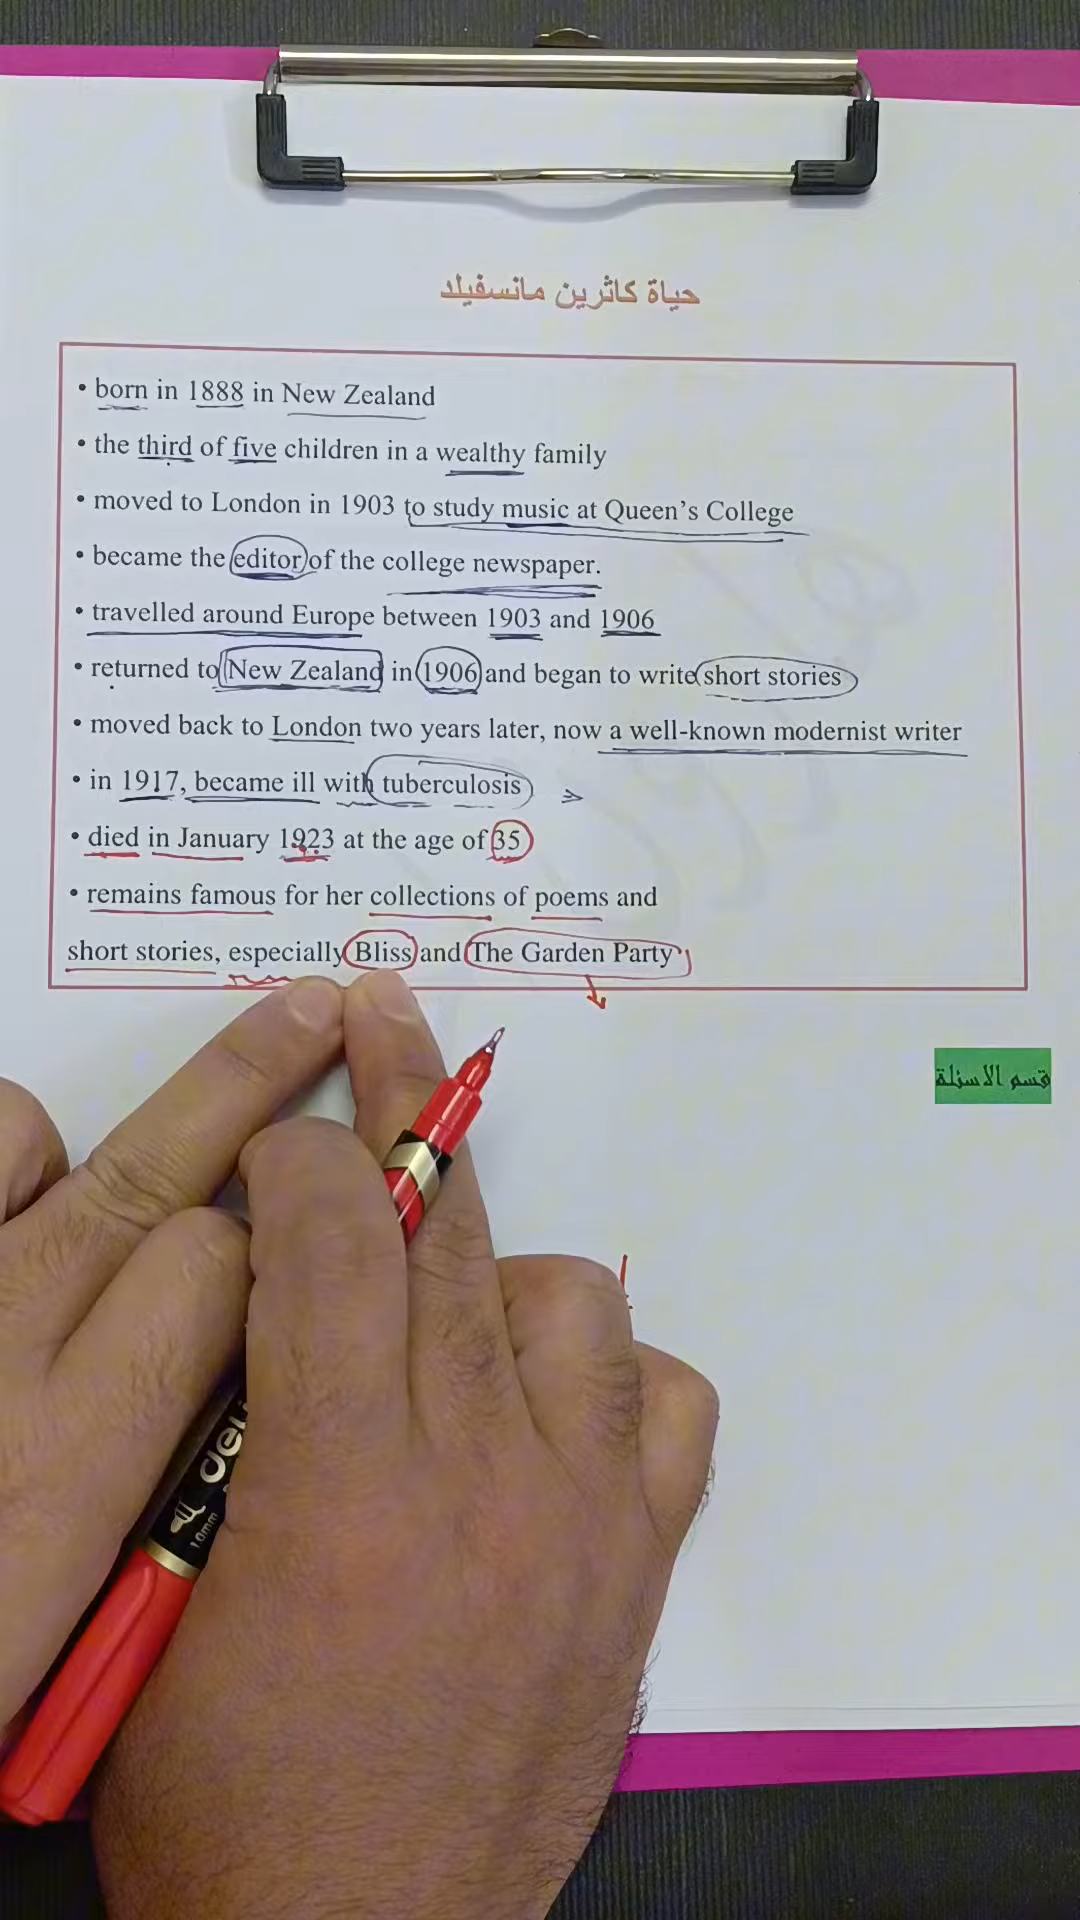 حياة كاثرين مانسفيلد
• born in 1888 in New Zealand
• the third of five children in a wealthy family
• moved to London in 1903 to study music at Queen's College
• became the editor of the college newspaper.
• travelled around Europe between 1903 and 1906
• returned to New Zealand in 1906 and began to write short stories
• moved back to London two years later, now a well-known modernist writer
• in 1917, became ill with tuberculosis
• died in January 1923 at the age of 35
• remains famous for her collections of poems and
short stories, especially Bliss and The Garden Party
قسم الاسئلة
deli
1.0mm